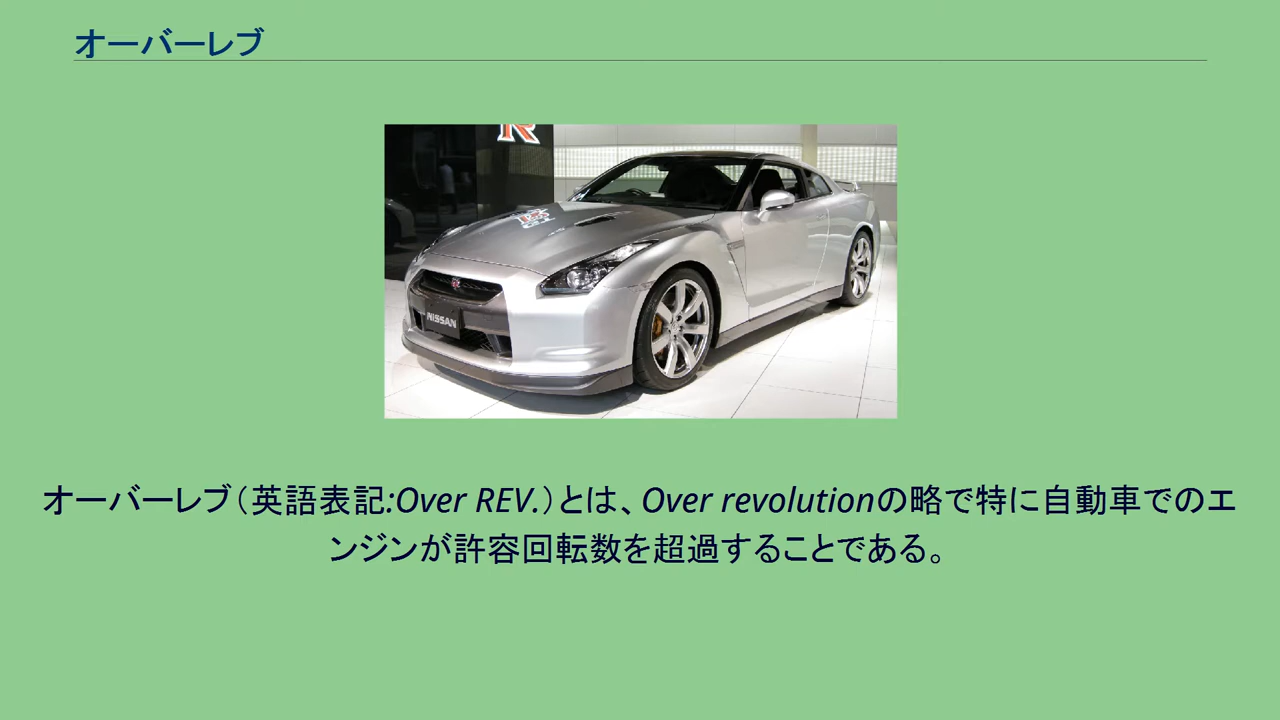 オーバーレブ
R
NISSAN
オーバーレブ（英語表記:Over REV.）とは、Over revolutionの略で特に自動車でのエ
ンジンが許容回転数を超過することである。